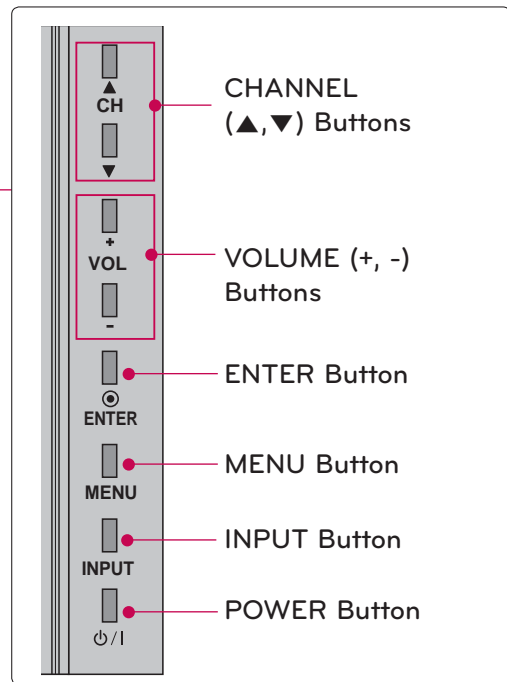 ▲
CH
▼
CHANNEL
(▲,▼) Buttons
+
VOL
-
VOLUME (+, -)
Buttons
ENTER
ENTER Button
MENU
MENU Button
INPUT
INPUT Button
⏻/I
POWER Button